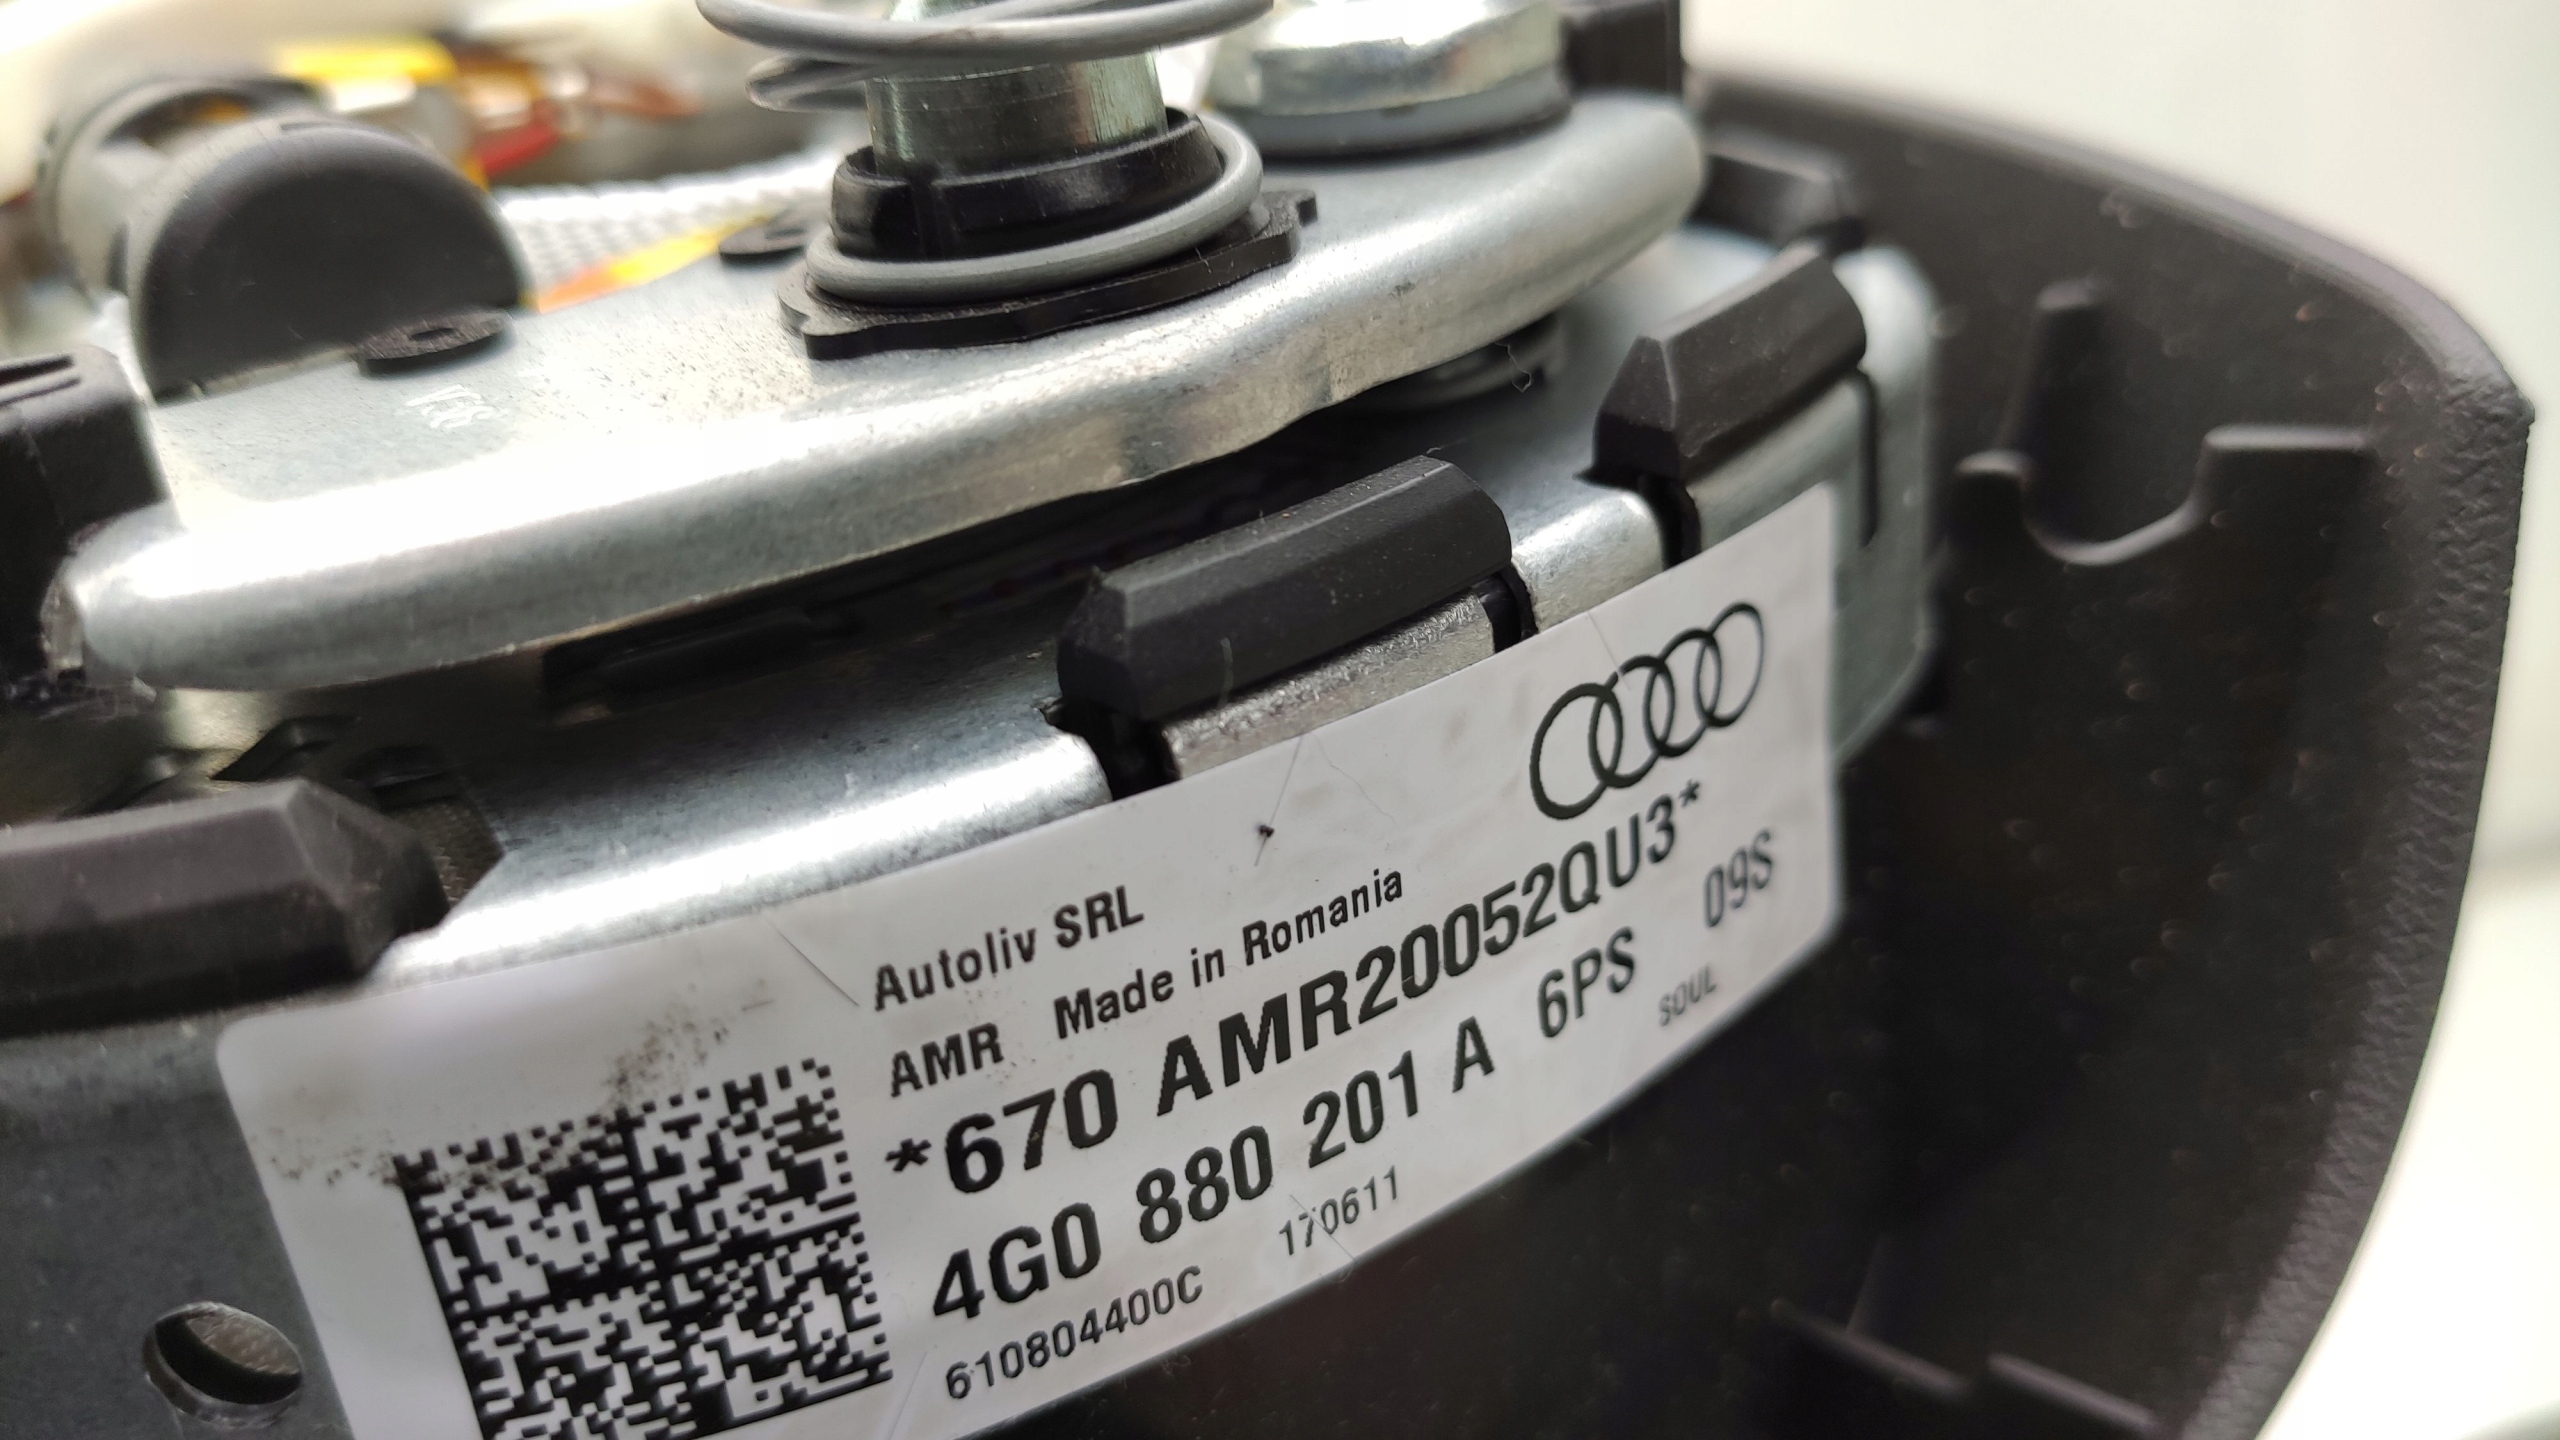 Autoliv SRL
AMR Made in Romania
*670 AMR20052QU3*
4G0 880 201 A 6PS 09S
SOUL
610804400C 170611